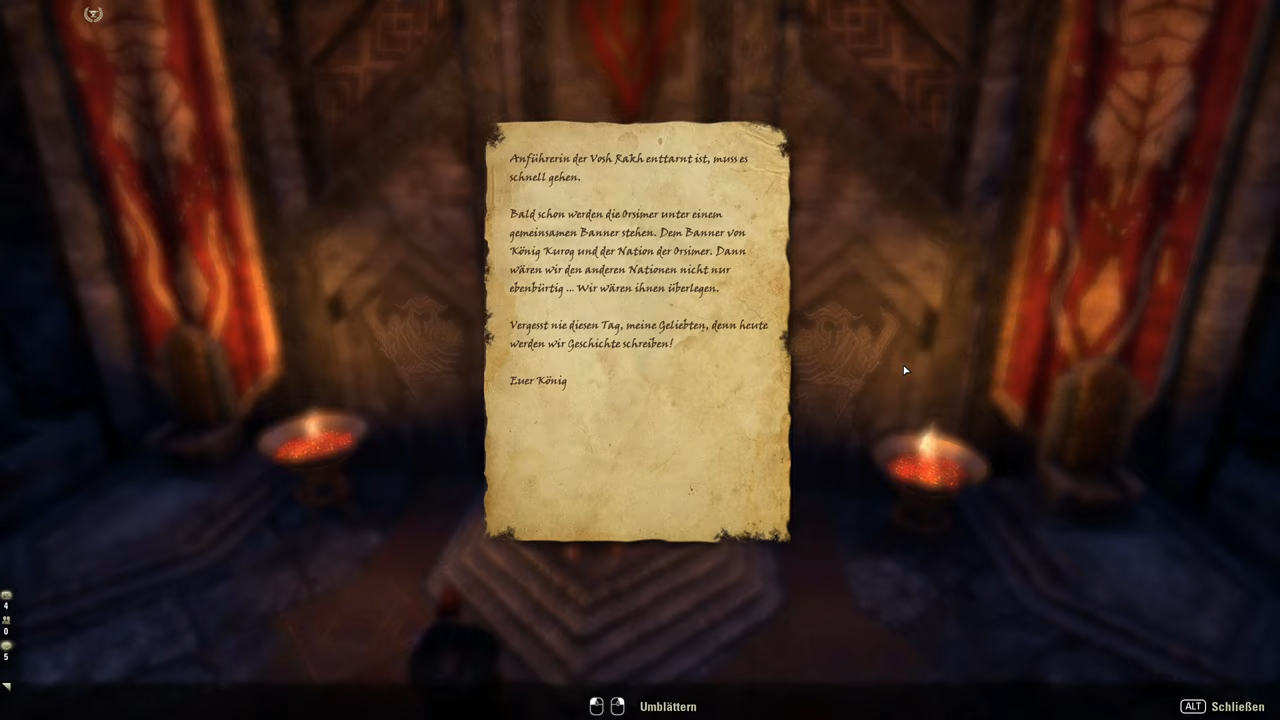 Anführerin der Vosh Rakh enttarnt ist, muss es
schnell gehen.
Bald schon werden die Orsimer unter einem
gemeinsamen Banner stehen. Dem Banner von
König Kurog und der Nation der Orsimer. Dann
wären wir den anderen Nationen nicht nur
ebenbürtig ... Wir wären ihnen überlegen.
Vergesst nie diesen Tag, meine Geliebten, denn heute
werden wir Geschichte schreiben!
Euer König
4
0
5
Umblättern
ALT Schließen